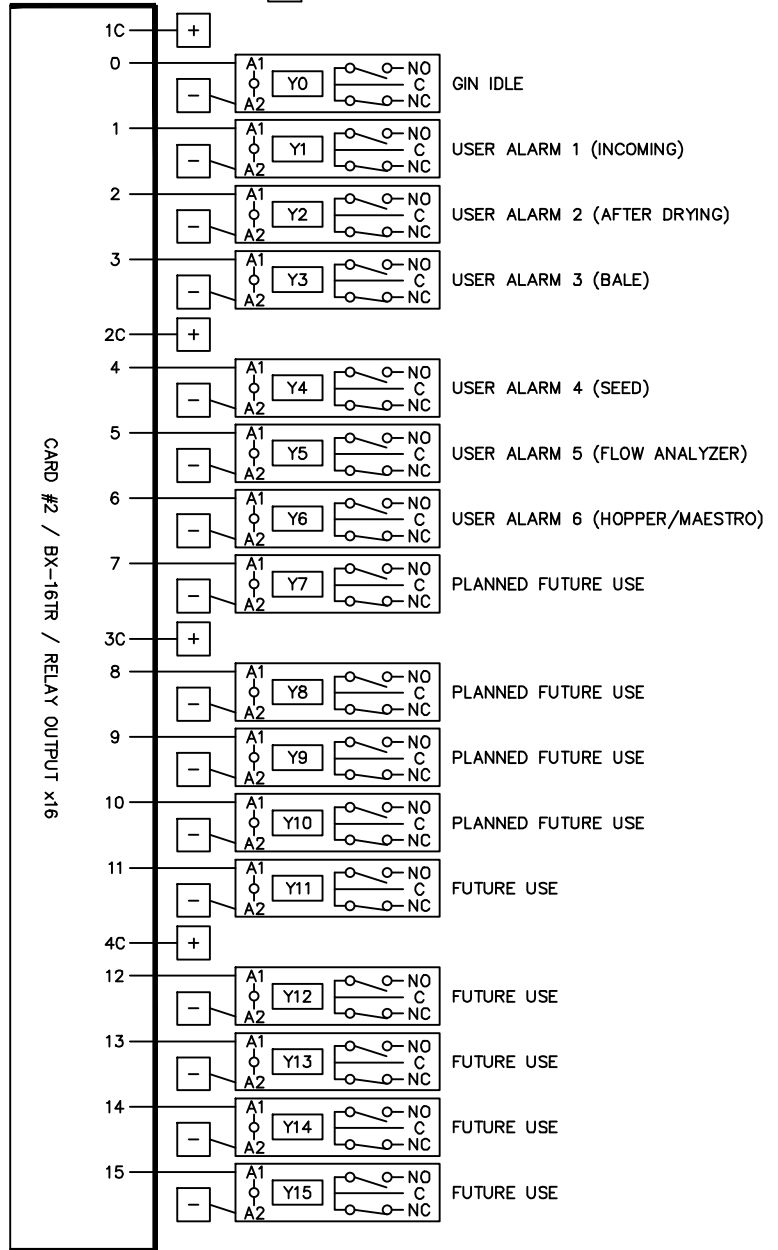 1C +
0 A1 Y0 NO
C GIN IDLE
− A2 NC
1 A1 Y1 NO
C USER ALARM 1 (INCOMING)
− A2 NC
2 A1 Y2 NO
C USER ALARM 2 (AFTER DRYING)
− A2 NC
3 A1 Y3 NO
C USER ALARM 3 (BALE)
− A2 NC
2C +
4 A1 Y4 NO
C USER ALARM 4 (SEED)
− A2 NC
5 A1 Y5 NO
C USER ALARM 5 (FLOW ANALYZER)
− A2 NC
6 A1 Y6 NO
C USER ALARM 6 (HOPPER/MAESTRO)
− A2 NC
7 A1 Y7 NO
C PLANNED FUTURE USE
− A2 NC
3C +
8 A1 Y8 NO
C PLANNED FUTURE USE
− A2 NC
9 A1 Y9 NO
C PLANNED FUTURE USE
− A2 NC
10 A1 Y10 NO
C PLANNED FUTURE USE
− A2 NC
11 A1 Y11 NO
C FUTURE USE
− A2 NC
4C +
12 A1 Y12 NO
C FUTURE USE
− A2 NC
13 A1 Y13 NO
C FUTURE USE
− A2 NC
14 A1 Y14 NO
C FUTURE USE
− A2 NC
15 A1 Y15 NO
C FUTURE USE
− A2 NC
CARD #2 / BX-16TR / RELAY OUTPUT x16